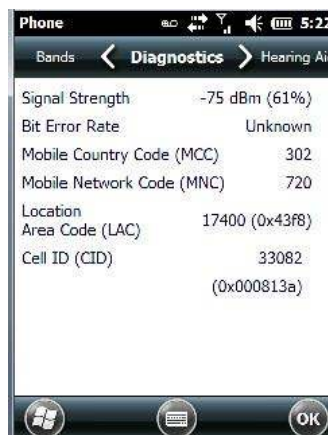 Phone 5:22
Bands Diagnostics Hearing Ai
Signal Strength -75 dBm (61%)
Bit Error Rate Unknown
Mobile Country Code (MCC) 302
Mobile Network Code (MNC) 720
Location
Area Code (LAC) 17400 (0x43f8)
Cell ID (CID) 33082
(0x000813a)
OK